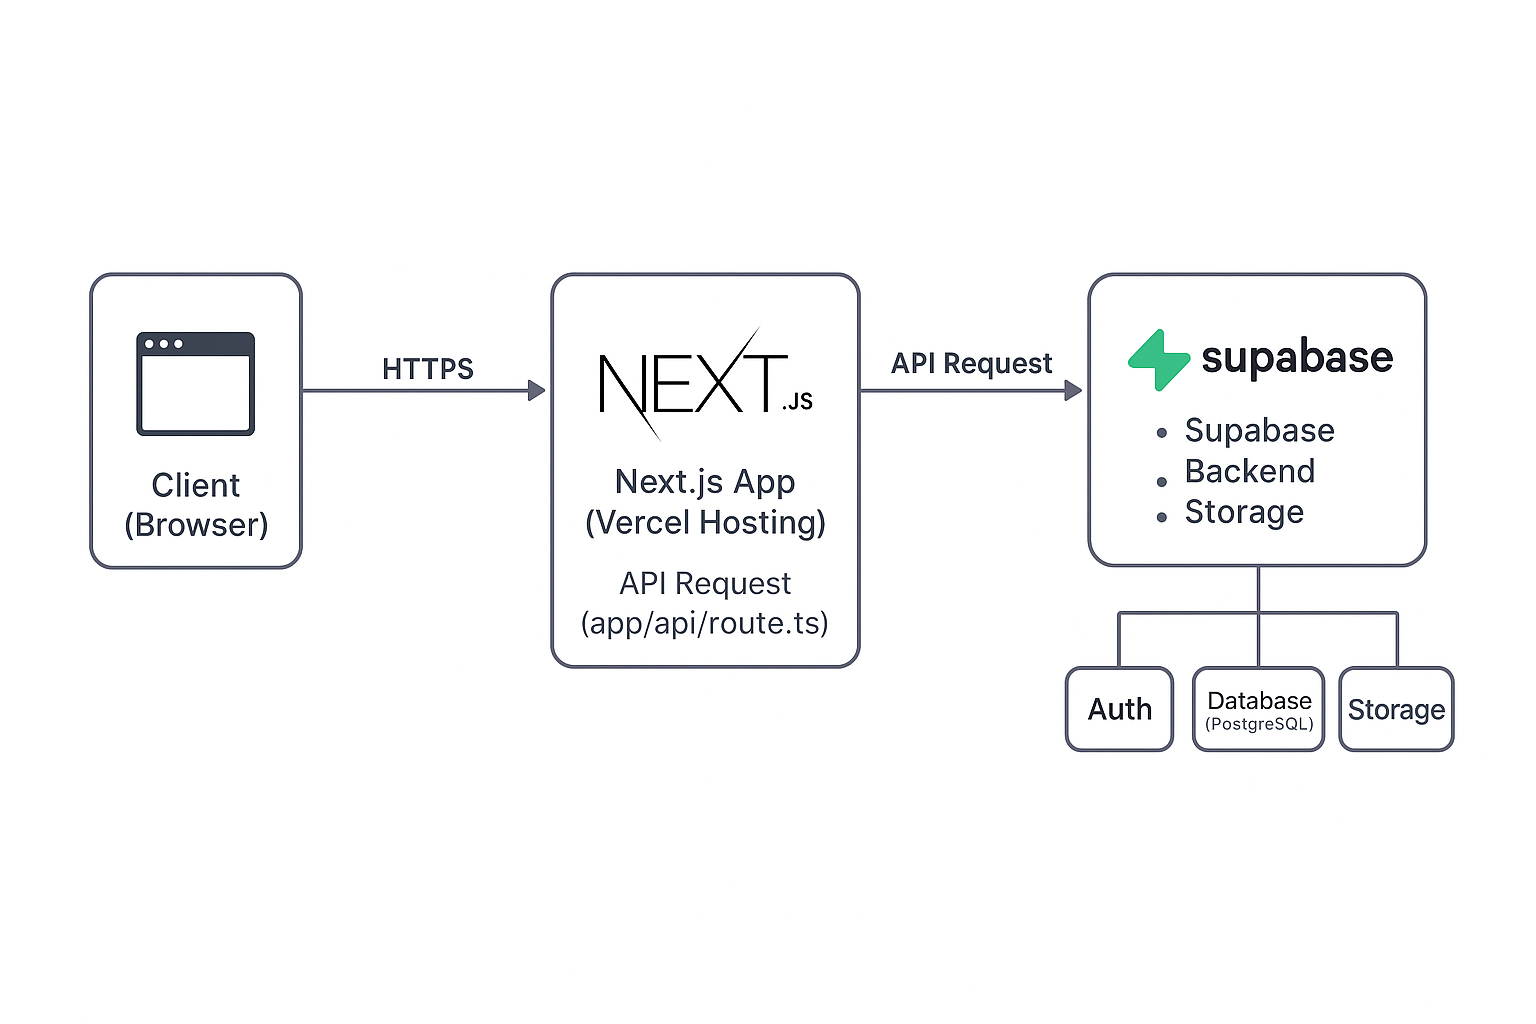 Client
(Browser)
HTTPS
NEXT.JS
Next.js App
(Vercel Hosting)
API Request
(app/api/route.ts)
API Request
supabase
• Supabase
• Backend
• Storage
Auth
Database
(PostgreSQL)
Storage